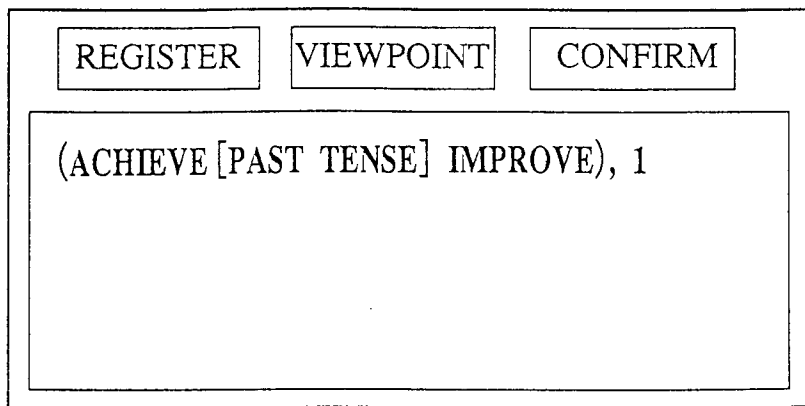 REGISTER VIEWPOINT CONFIRM
(ACHIEVE [PAST TENSE] IMPROVE), 1